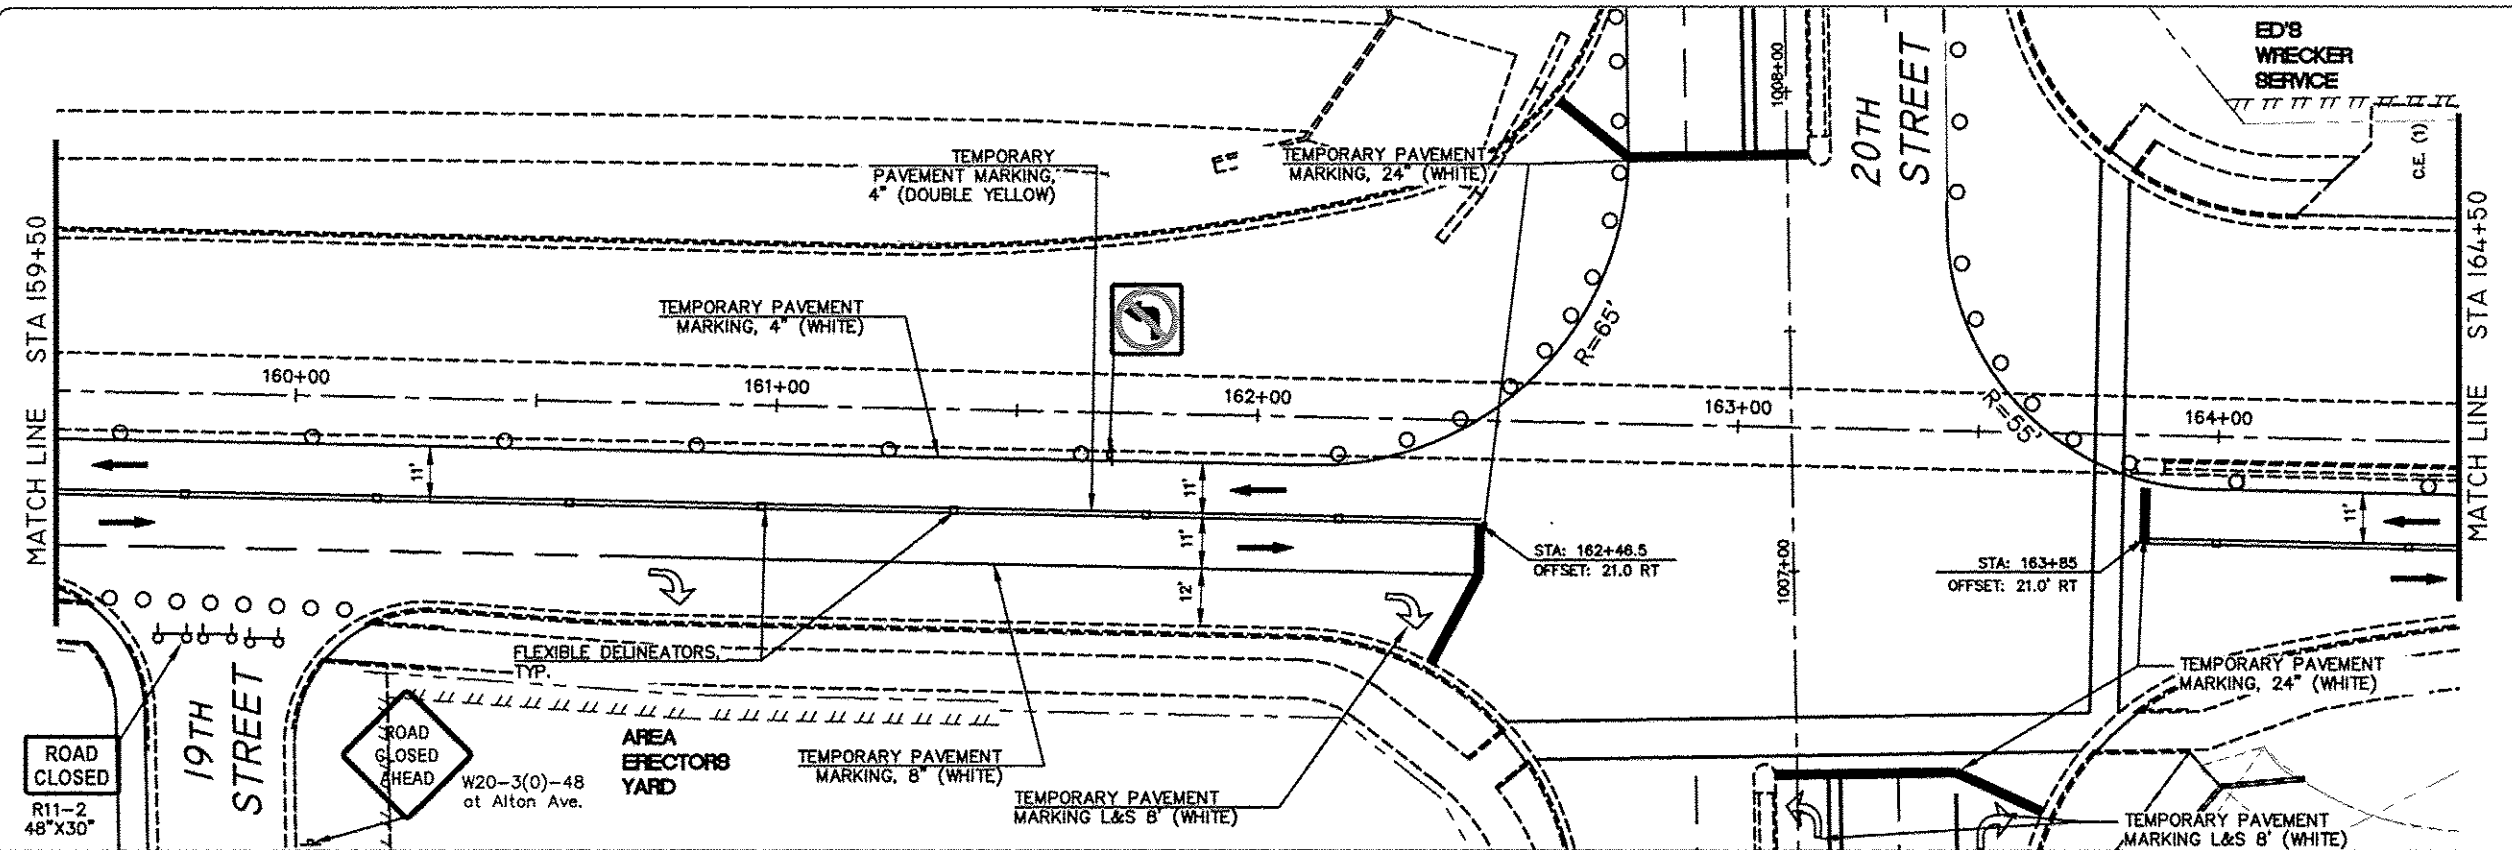 ED'S
WRECKER
SERVICE
1008+00
20TH
STREET
C.E. (1)
TEMPORARY
PAVEMENT MARKING,
4" (DOUBLE YELLOW)
TEMPORARY PAVEMENT
MARKING, 24" (WHITE)
MATCH LINE STA 159+50
MATCH LINE STA 164+50
TEMPORARY PAVEMENT
MARKING, 4" (WHITE)
R=65'
R=55'
160+00
161+00
162+00
163+00
164+00
11'
11'
11'
12'
11'
STA: 162+46.5
OFFSET: 21.0 RT
1007+00
STA: 163+85
OFFSET: 21.0' RT
FLEXIBLE DELINEATORS,
TYP.
19TH
STREET
ROAD
CLOSED
R11-2
48"X30"
ROAD
CLOSED
AHEAD
W20-3(0)-48
at Alton Ave.
AREA
ERECTORS
YARD
TEMPORARY PAVEMENT
MARKING, 8" (WHITE)
TEMPORARY PAVEMENT
MARKING L&S 8' (WHITE)
TEMPORARY PAVEMENT
MARKING, 24" (WHITE)
TEMPORARY PAVEMENT
MARKING L&S 8' (WHITE)